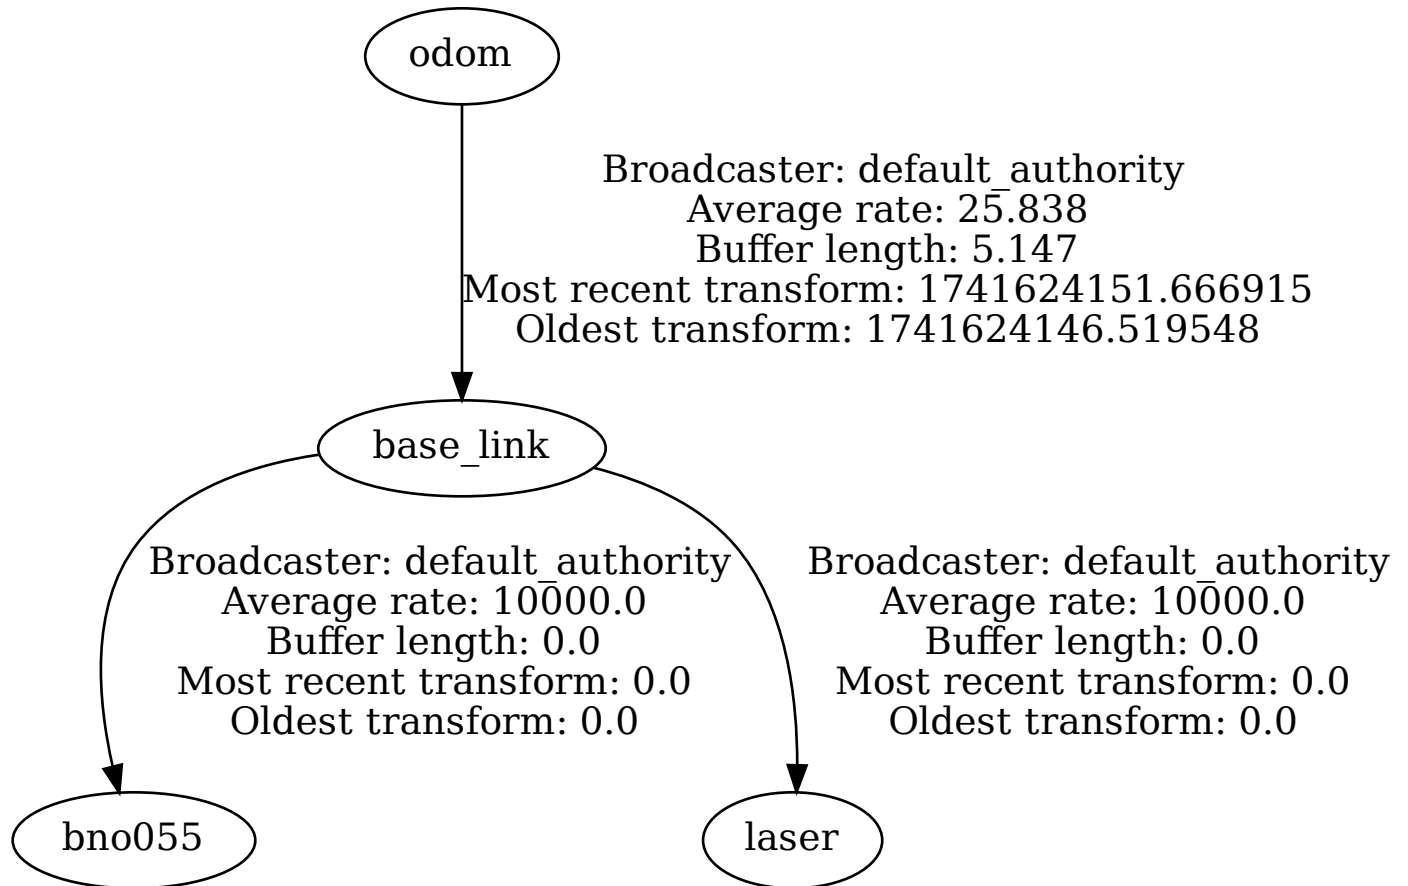 odom
Broadcaster: default_authority
Average rate: 25.838
Buffer length: 5.147
Most recent transform: 1741624151.666915
Oldest transform: 1741624146.519548
base_link
Broadcaster: default_authority
Average rate: 10000.0
Buffer length: 0.0
Most recent transform: 0.0
Oldest transform: 0.0
Broadcaster: default_authority
Average rate: 10000.0
Buffer length: 0.0
Most recent transform: 0.0
Oldest transform: 0.0
bno055
laser